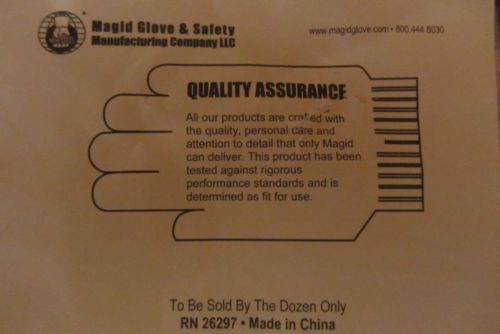 Magid Glove & Safety ®
Manufacturing Company LLC
www.magidglove.com • 800.444.8030
QUALITY ASSURANCE
All our products are crafted with
the quality, personal care and
attention to detail that only Magid
can deliver. This product has been
tested against rigorous
performance standards and is
determined as fit for use.
To Be Sold By The Dozen Only
RN 26297 • Made in China